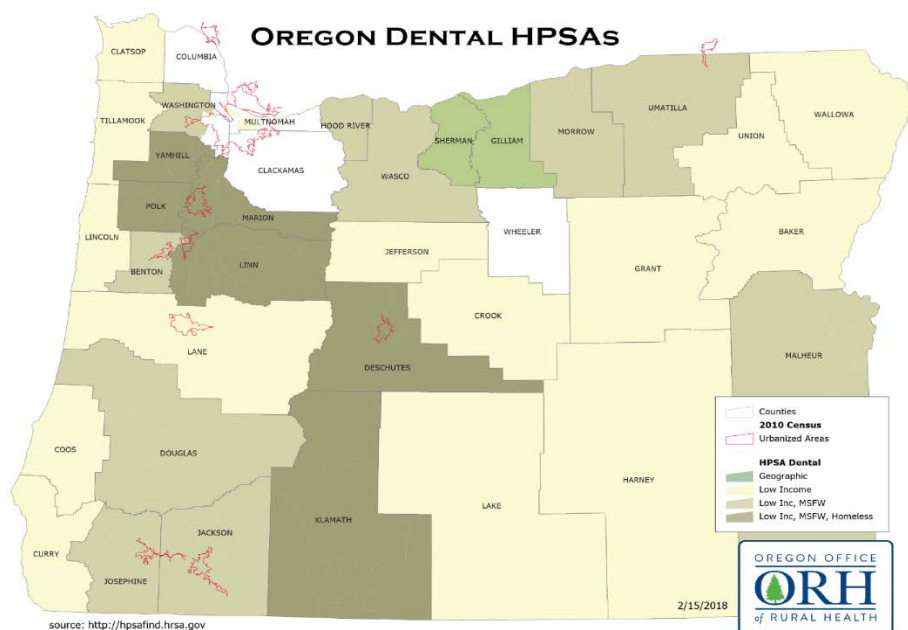 OREGON DENTAL HPSAS
CLATSOP
COLUMBIA
WASHINGTON
TILLAMOOK
MULTNOMAH
HOOD RIVER
SHERMAN
GILLIAM
MORROW
UMATILLA
UNION
WALLOWA
YAMHILL
CLACKAMAS
WASCO
POLK
MARION
WHEELER
LINCOLN
BENTON
LINN
JEFFERSON
GRANT
BAKER
LANE
CROOK
DESCHUTES
MALHEUR
COOS
DOUGLAS
KLAMATH
LAKE
HARNEY
CURRY
JOSEPHINE
JACKSON
Counties
2010 Census
Urbanized Areas
HPSA Dental
Geographic
Low Income
Low Inc, MSFW
Low Inc, MSFW, Homeless
2/15/2018
OREGON OFFICE
ORH
of RURAL HEALTH
source: http://hpsafind.hrsa.gov